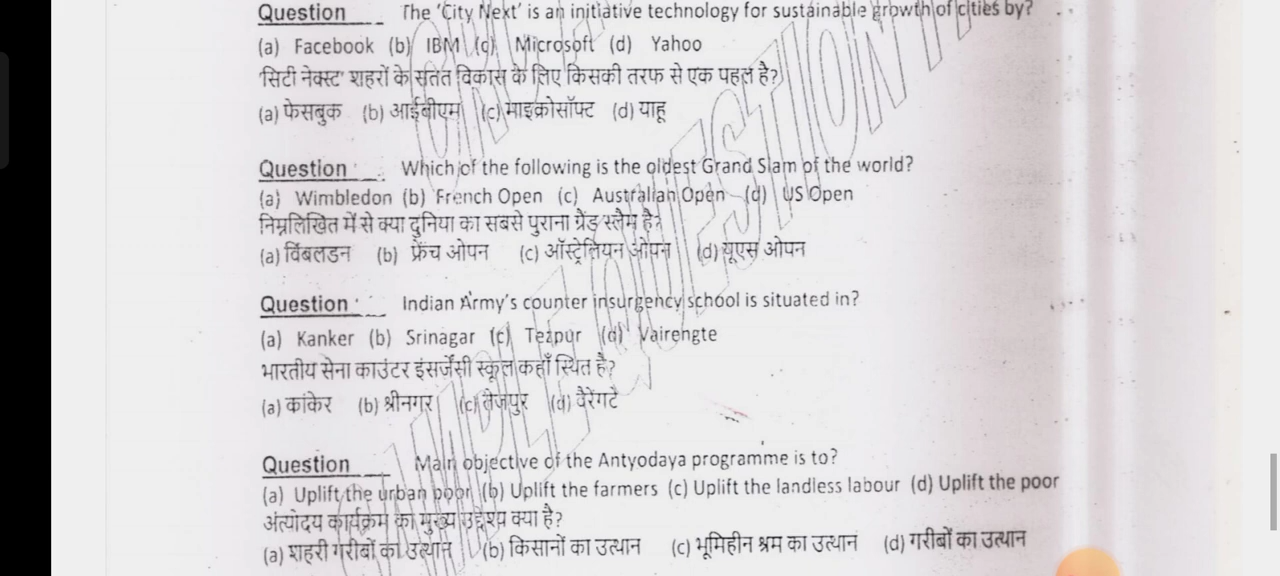 Question The 'City Next' is an initiative technology for sustainable growth of cities by?
(a) Facebook (b) IBM (c) Microsoft (d) Yahoo
'सिटी नेक्स्ट' शहरों के सतत विकास के लिए किसकी तरफ से एक पहल है?
(a) फेसबुक (b) आईबीएम (c) माइक्रोसॉफ्ट (d) याहू
Question Which of the following is the oldest Grand Slam of the world?
(a) Wimbledon (b) French Open (c) Australian Open (d) US Open
निम्नलिखित में से क्या दुनिया का सबसे पुराना ग्रैंड स्लैम है?
(a) विंबलडन (b) फ्रेंच ओपन (c) ऑस्ट्रेलियन ओपन (d) यूएस ओपन
Question Indian Army's counter insurgency school is situated in?
(a) Kanker (b) Srinagar (c) Tezpur (d) Vairengte
भारतीय सेना काउंटर इंसर्जेंसी स्कूल कहाँ स्थित है?
(a) कांकेर (b) श्रीनगर (c) तेजपुर (d) वैरेंगटे
Question Main objective of the Antyodaya programme is to?
(a) Uplift the urban poor (b) Uplift the farmers (c) Uplift the landless labour (d) Uplift the poor
अंत्योदय कार्यक्रम का मुख्य उद्देश्य क्या है?
(a) शहरी गरीबों का उत्थान (b) किसानों का उत्थान (c) भूमिहीन श्रम का उत्थान (d) गरीबों का उत्थान